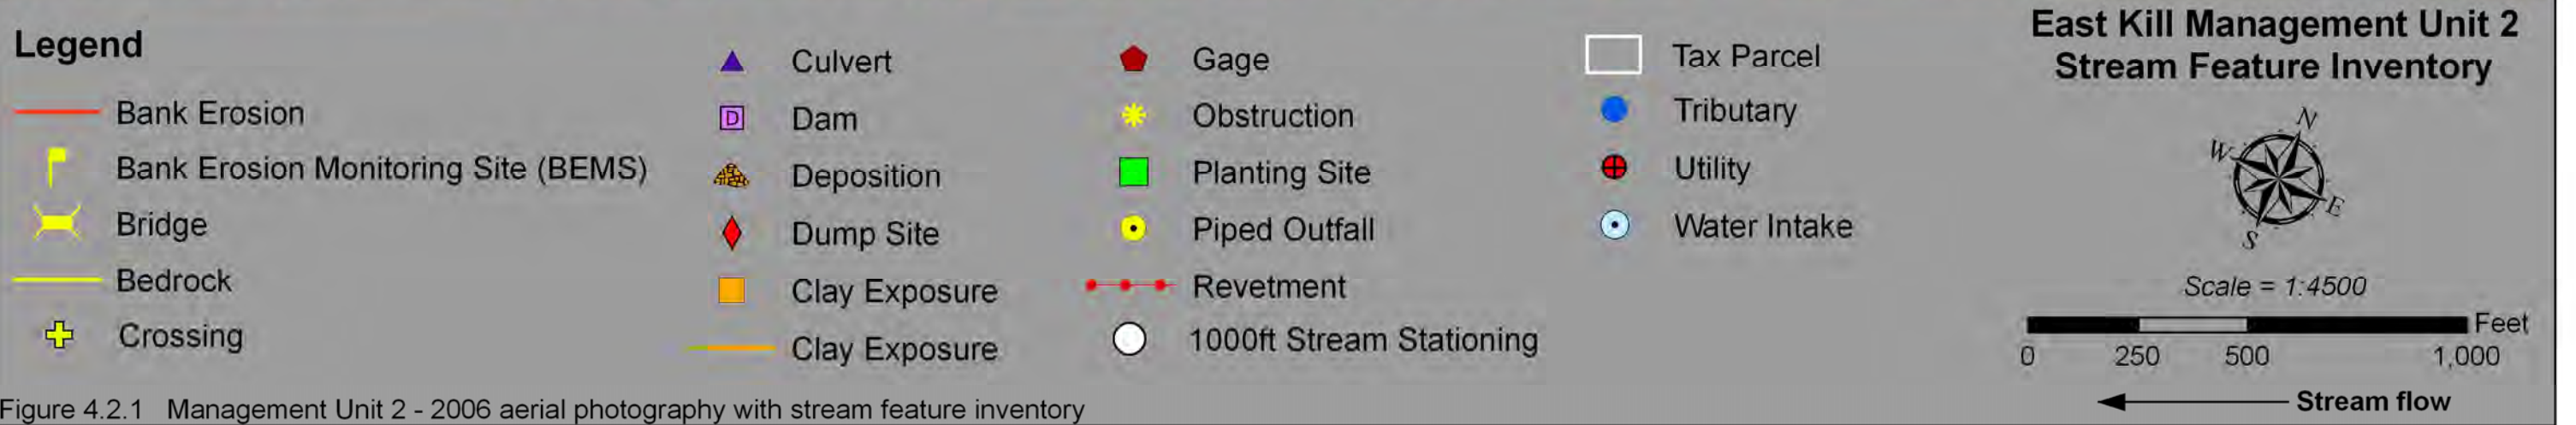 Legend
Bank Erosion
Bank Erosion Monitoring Site (BEMS)
Bridge
Bedrock
Crossing
Culvert
D
Dam
Deposition
Dump Site
Clay Exposure
Clay Exposure
Gage
Obstruction
Planting Site
Piped Outfall
Revetment
1000ft Stream Stationing
Tax Parcel
Tributary
Utility
Water Intake
East Kill Management Unit 2
Stream Feature Inventory
N
W
E
S
Scale = 1:4500
Feet
0 250 500 1,000
Stream flow
Figure 4.2.1 Management Unit 2 - 2006 aerial photography with stream feature inventory